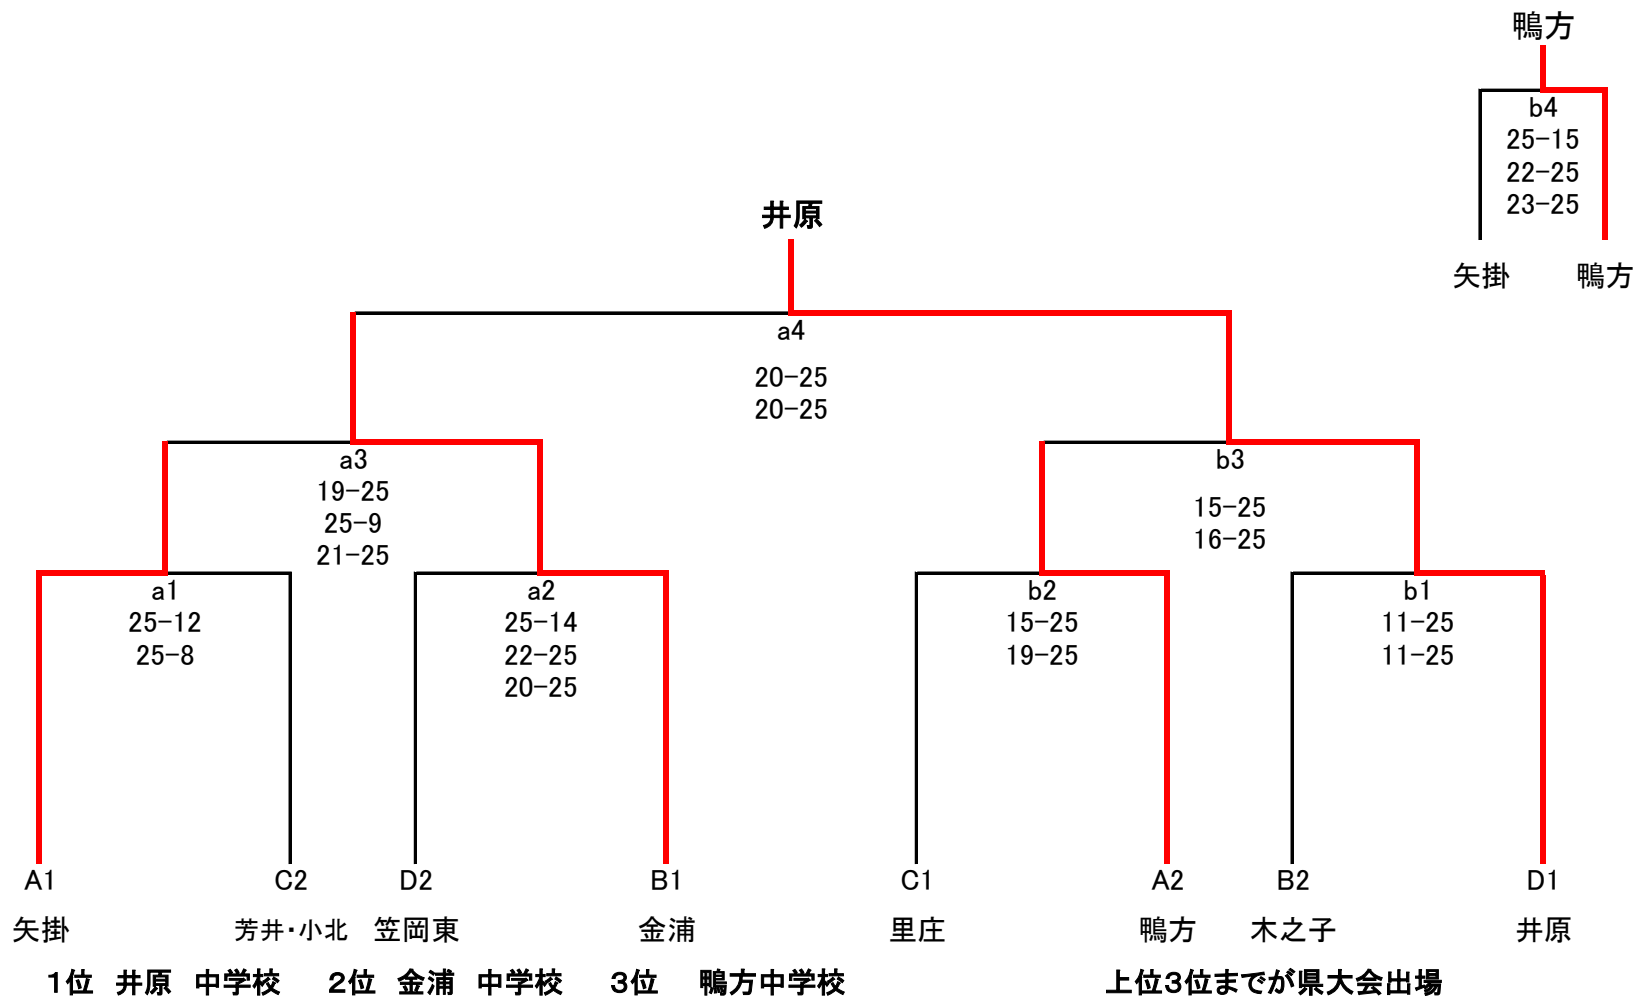 鴨方
b4
25-15
22-25
23-25
矢掛 鴨方
井原
a4
20-25
20-25
a3
19-25
25-9
21-25
b3
15-25
16-25
a1
25-12
25-8
a2
25-14
22-25
20-25
b2
15-25
19-25
b1
11-25
11-25
A1 C2 D2 B1 C1 A2 B2 D1
矢掛 芳井・小北 笠岡東 金浦 里庄 鴨方 木之子 井原
1位 井原 中学校 2位 金浦 中学校 3位 鴨方中学校 上位3位までが県大会出場